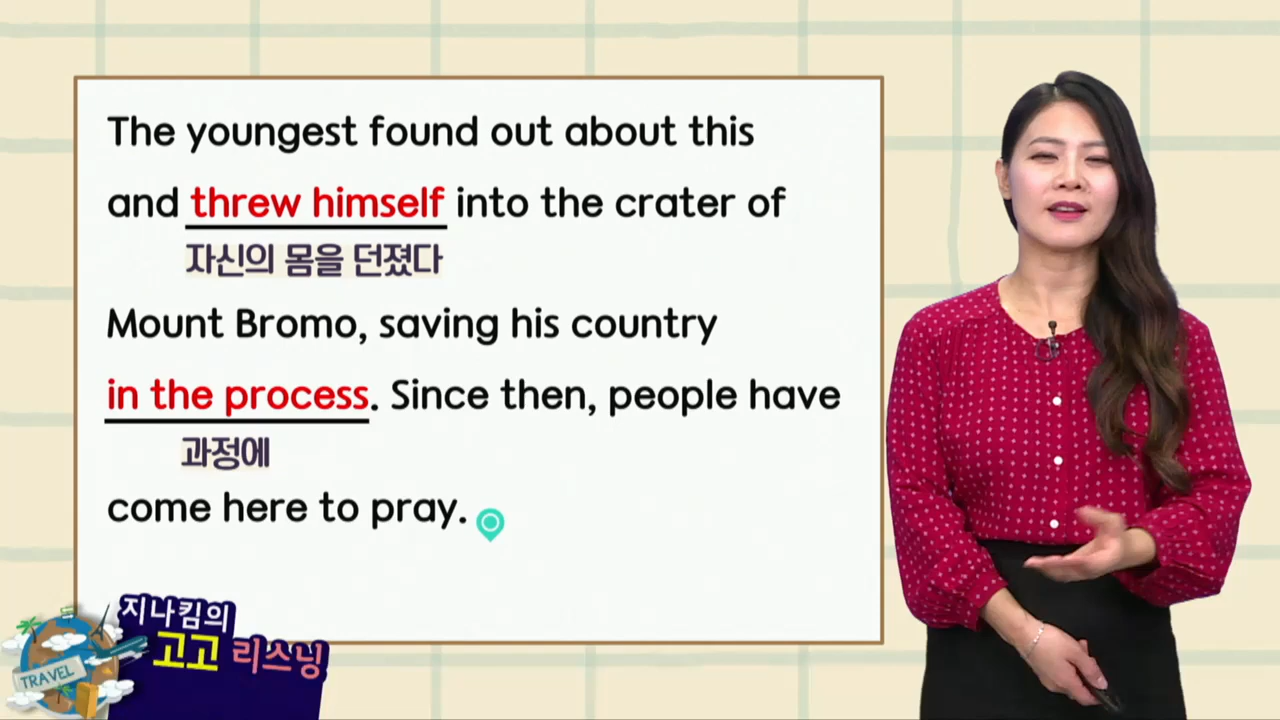 The youngest found out about this
and threw himself into the crater of
자신의 몸을 던졌다
Mount Bromo, saving his country
in the process. Since then, people have
과정에
come here to pray.
지나킴의
고고 리스닝
TRAVEL